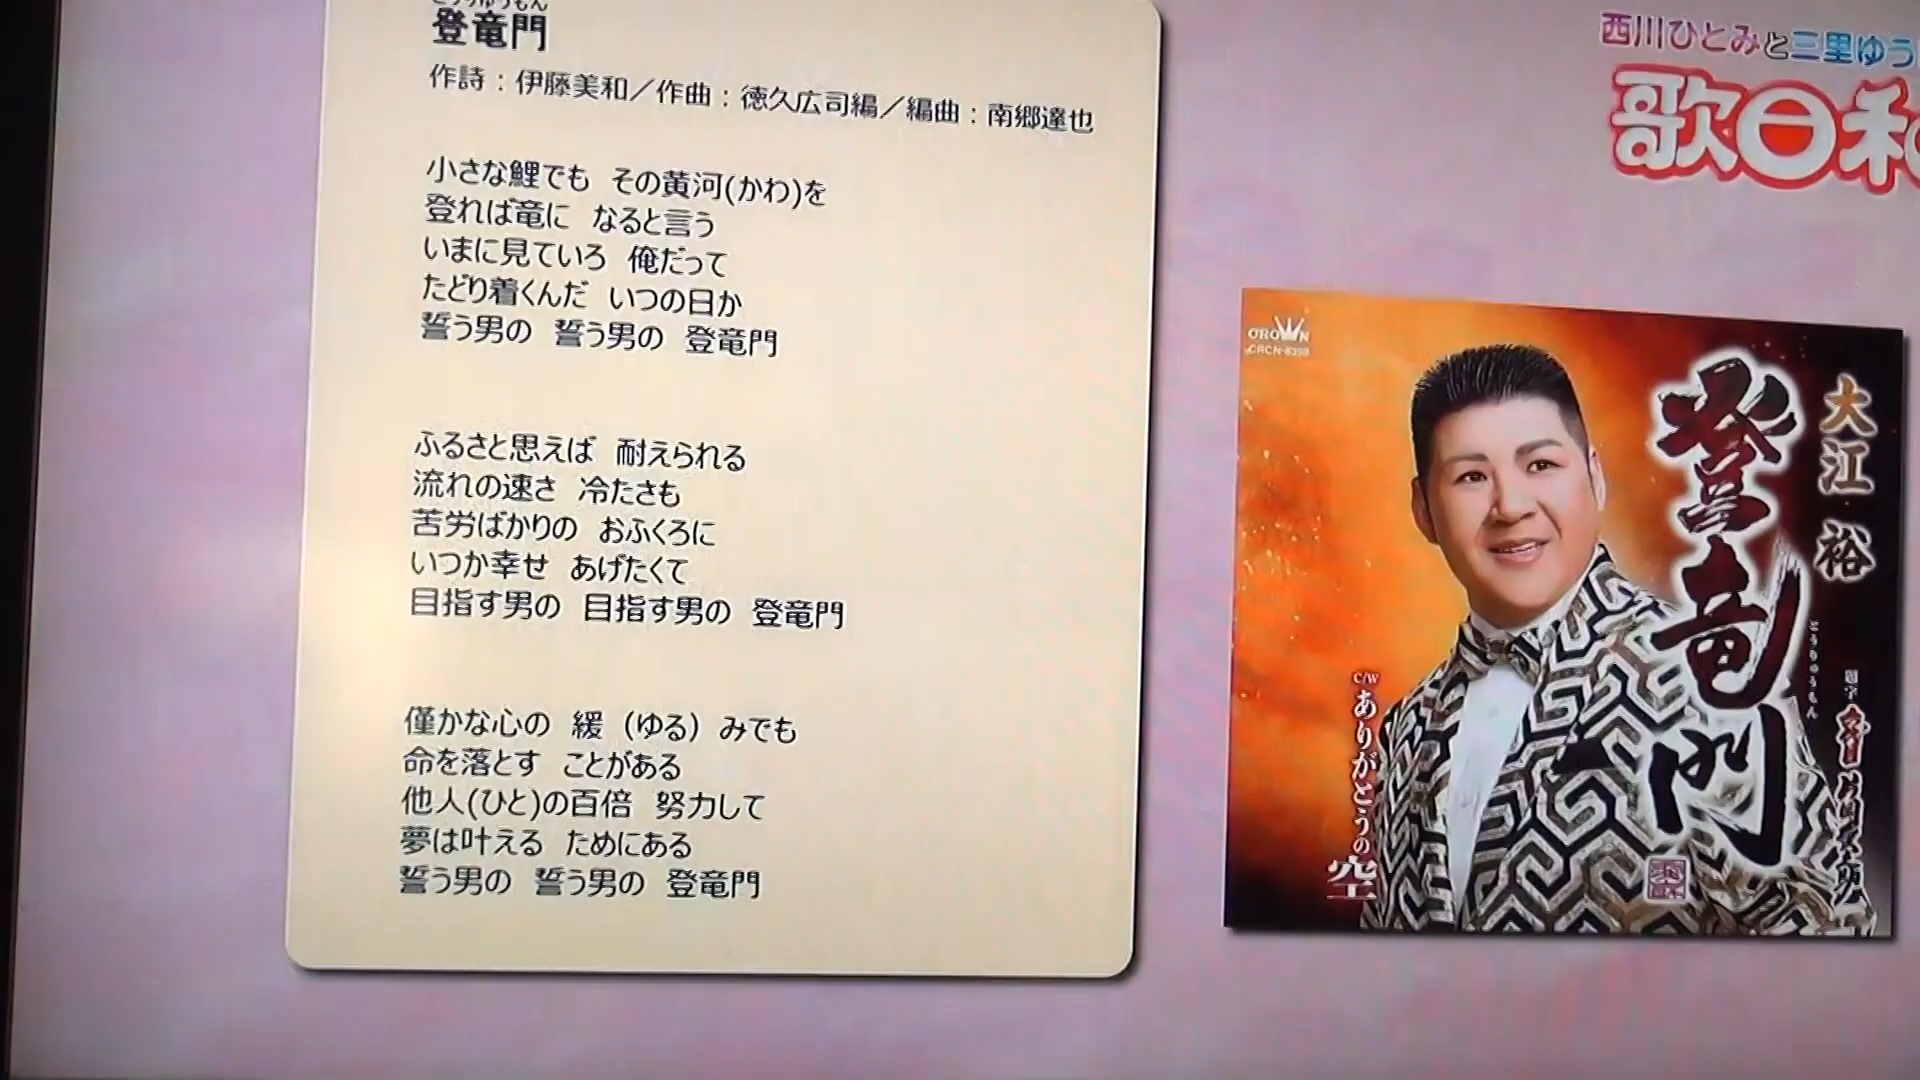 登竜門
作詩：伊藤美和／作曲：徳久広司編／編曲：南郷達也
小さな鯉でも その黄河(かわ)を
登れば竜に なると言う
いまに見ていろ 俺だって
たどり着くんだ いつの日か
誓う男の 誓う男の 登竜門
ふるさと思えば 耐えられる
流れの速さ 冷たさも
苦労ばかりの おふくろに
いつか幸せ あげたくて
目指す男の 目指す男の 登竜門
僅かな心の 緩（ゆる）みでも
命を落とす ことがある
他人(ひと)の百倍 努力して
夢は叶える ためにある
誓う男の 誓う男の 登竜門
西川ひとみと三里ゆう
歌日和
CROWN
大江 裕
登竜門
とうりゅうもん
題字
C/W
ありがとうの空